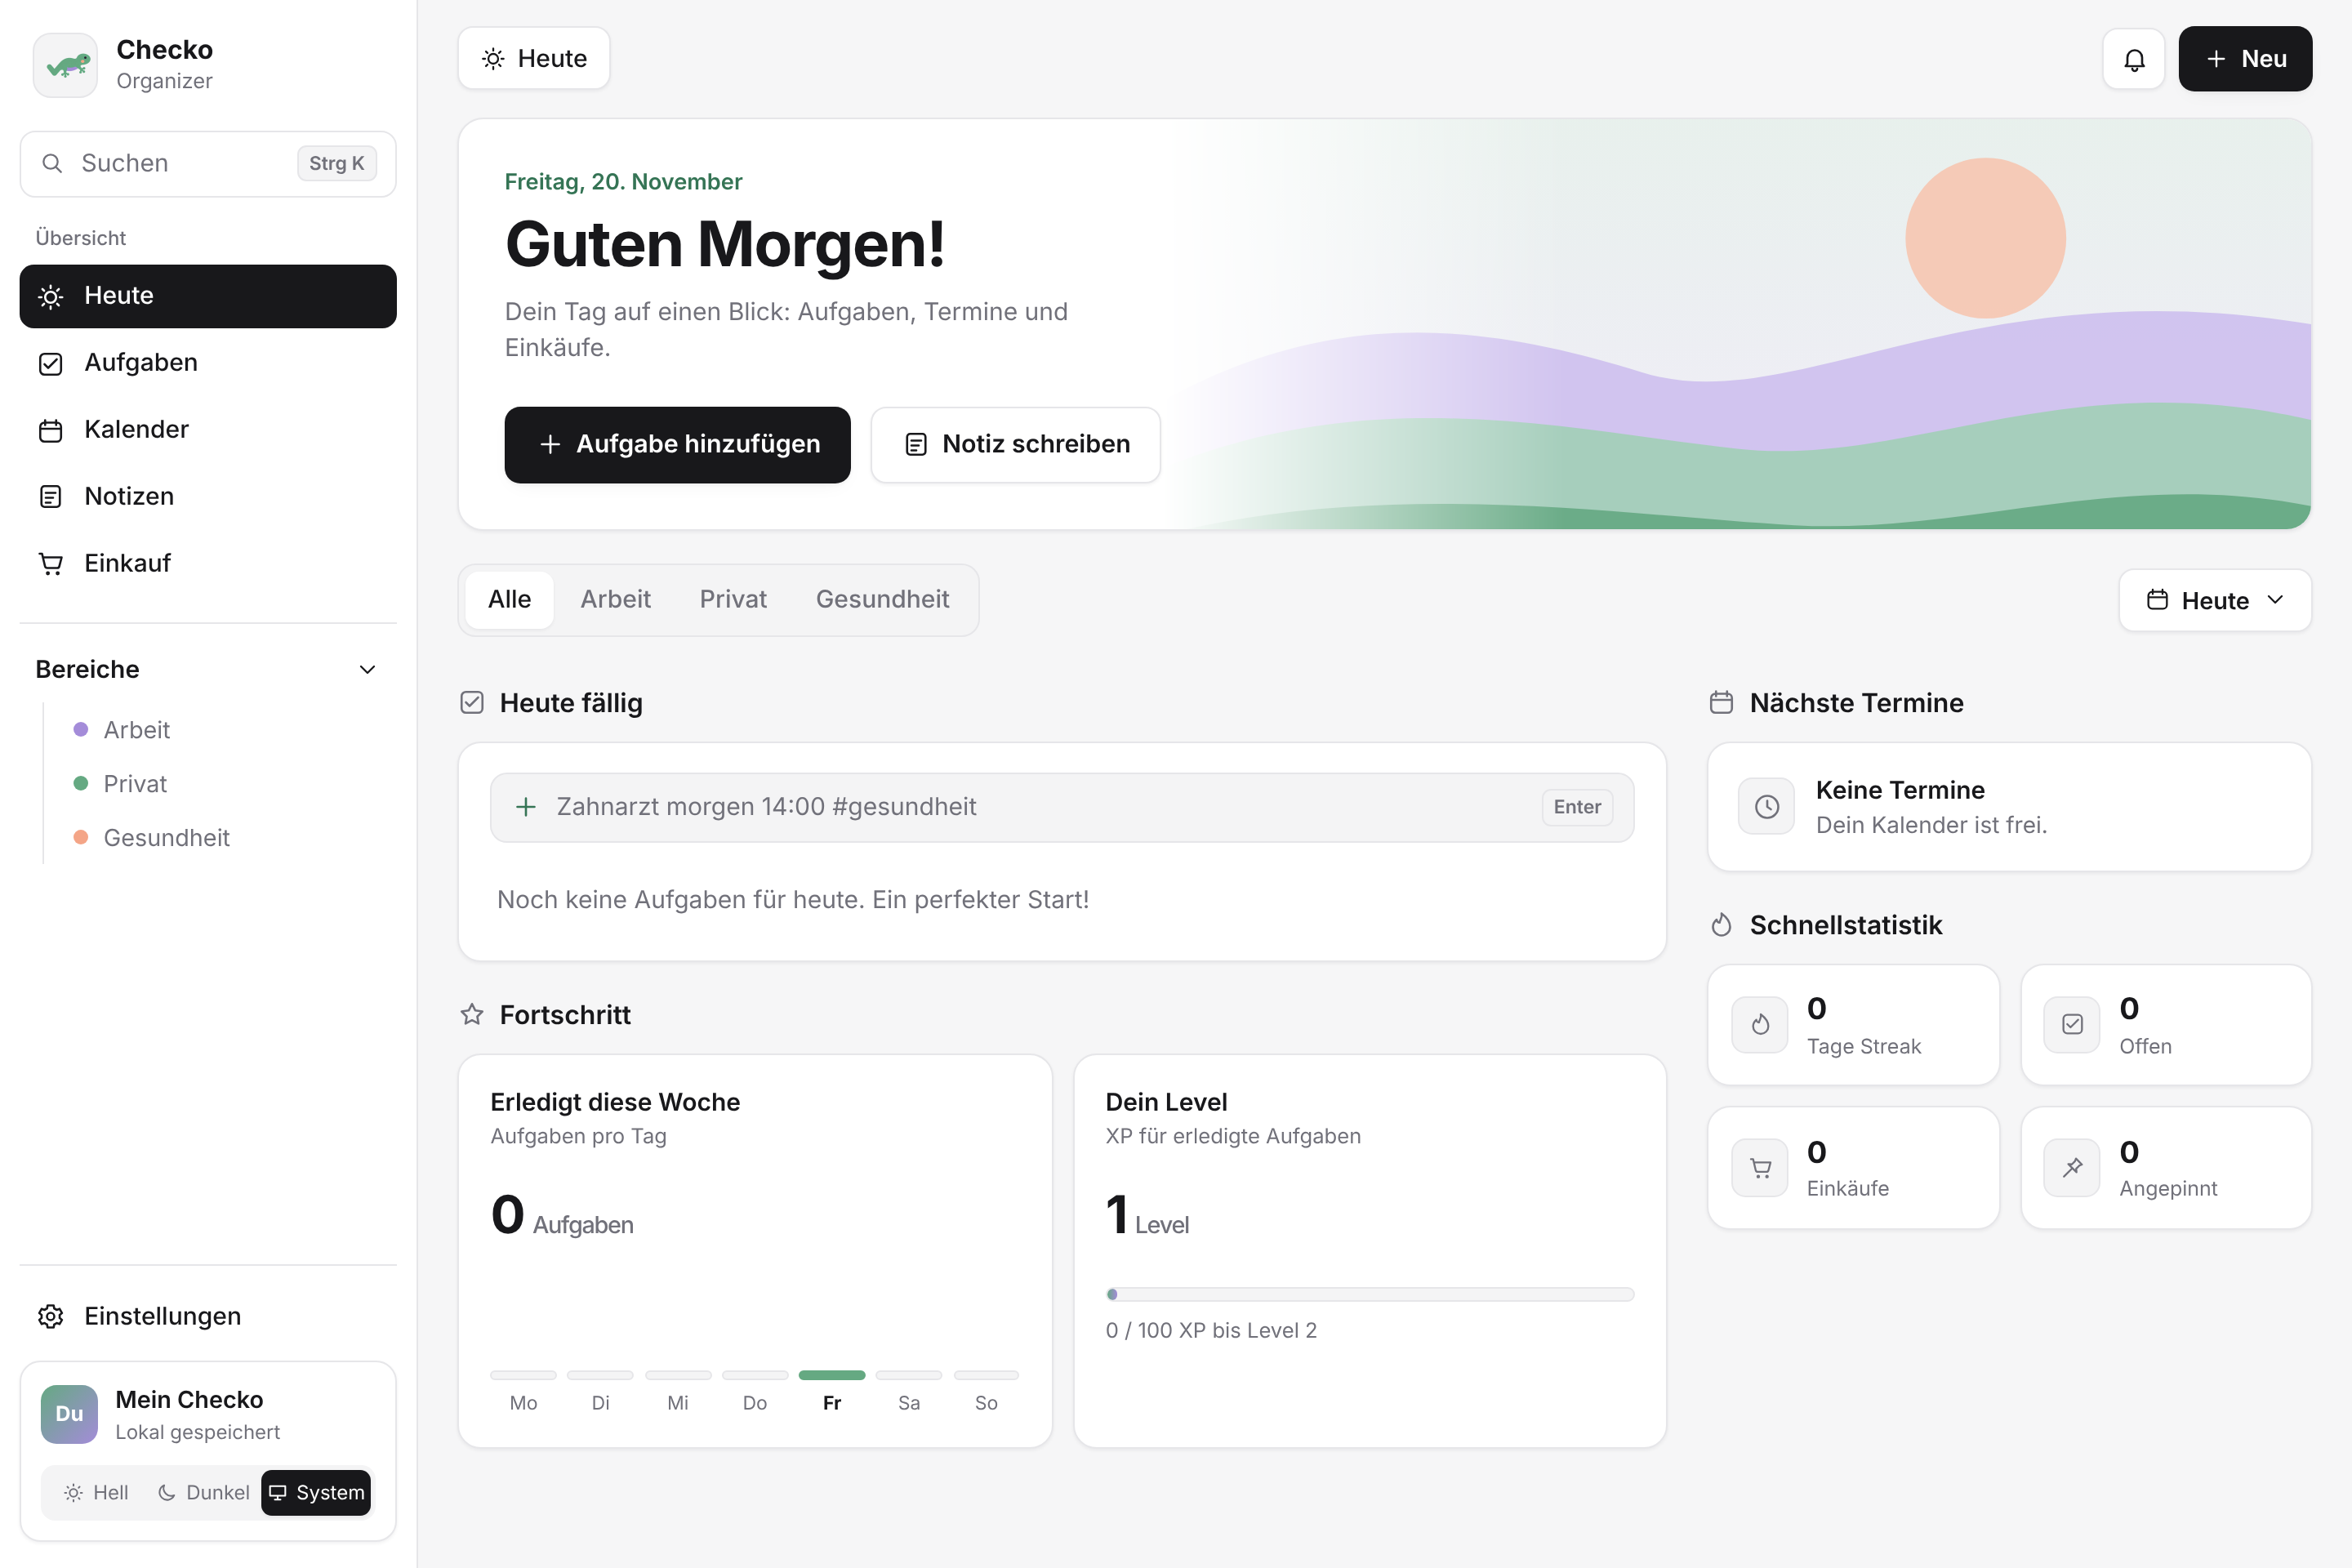 Checko
Organizer
Suchen
Strg K
Übersicht
Heute
Aufgaben
Kalender
Notizen
Einkauf
Bereiche
Arbeit
Privat
Gesundheit
Einstellungen
Du
Mein Checko
Lokal gespeichert
Hell
Dunkel
System
Heute
Neu
Freitag, 20. November
Guten Morgen!
Dein Tag auf einen Blick: Aufgaben, Termine und
Einkäufe.
Aufgabe hinzufügen
Notiz schreiben
Alle
Arbeit
Privat
Gesundheit
Heute
Heute fällig
Zahnarzt morgen 14:00 #gesundheit
Enter
Noch keine Aufgaben für heute. Ein perfekter Start!
Fortschritt
Erledigt diese Woche
Aufgaben pro Tag
0 Aufgaben
Mo Di Mi Do Fr Sa So
Dein Level
XP für erledigte Aufgaben
1 Level
0 / 100 XP bis Level 2
Nächste Termine
Keine Termine
Dein Kalender ist frei.
Schnellstatistik
0
Tage Streak
0
Offen
0
Einkäufe
0
Angepinnt